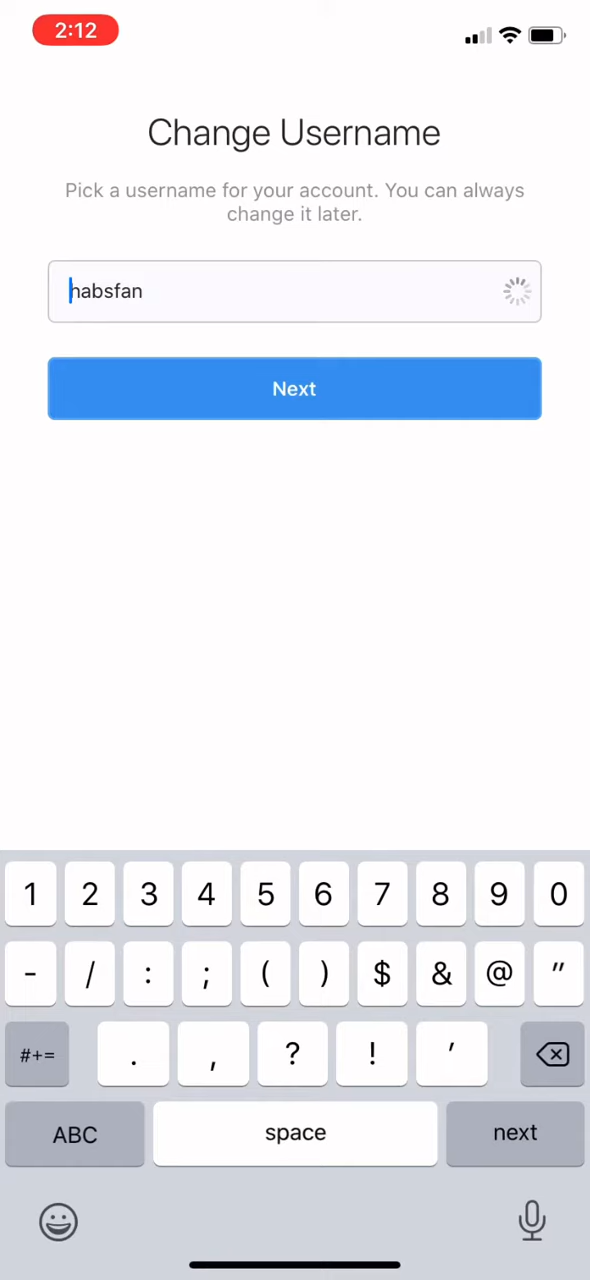 2:12
Change Username
Pick a username for your account. You can always
change it later.
habsfan
Next
1 2 3 4 5 6 7 8 9 0
- / : ; ( ) $ & @ "
#+= . , ? ! '
ABC space next